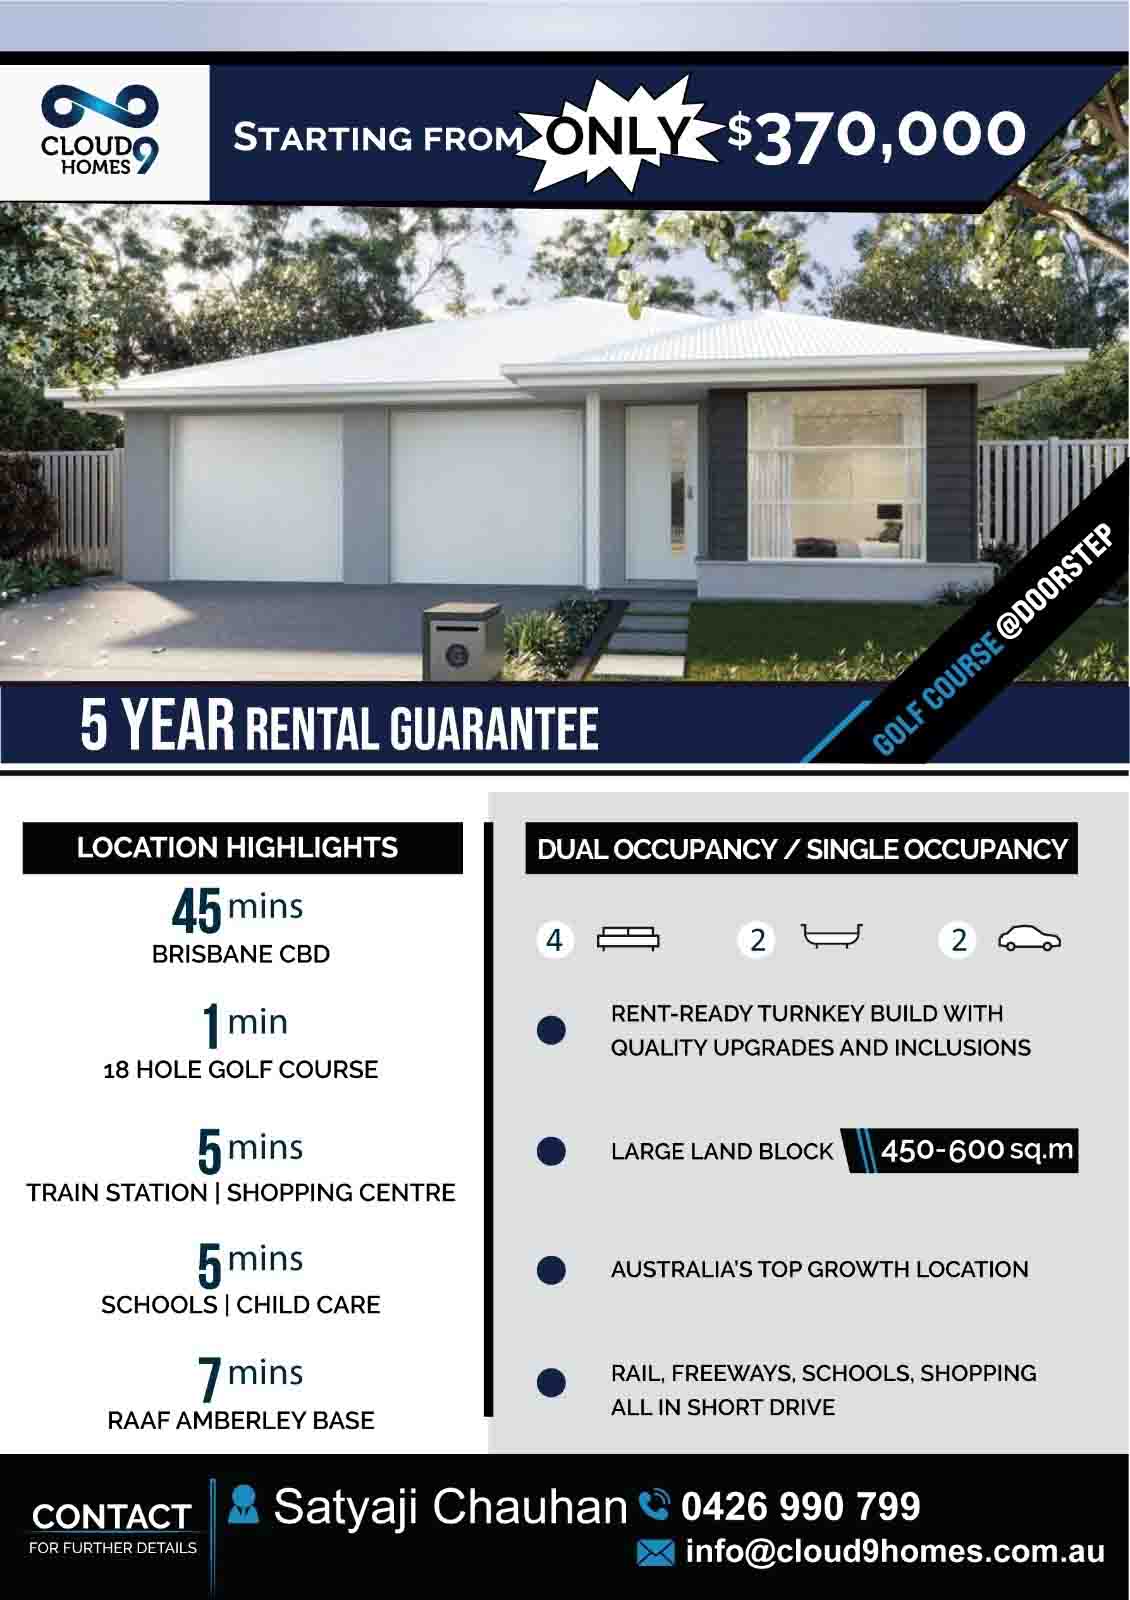 CLOUD9
HOMES
STARTING FROM ONLY $370,000
GOLF COURSE @DOORSTEP
5 YEAR RENTAL GUARANTEE
LOCATION HIGHLIGHTS
45 mins
BRISBANE CBD
1 min
18 HOLE GOLF COURSE
5 mins
TRAIN STATION | SHOPPING CENTRE
5 mins
SCHOOLS | CHILD CARE
7 mins
RAAF AMBERLEY BASE
DUAL OCCUPANCY / SINGLE OCCUPANCY
4 2 2
RENT-READY TURNKEY BUILD WITH
QUALITY UPGRADES AND INCLUSIONS
LARGE LAND BLOCK 450-600 sq.m
AUSTRALIA'S TOP GROWTH LOCATION
RAIL, FREEWAYS, SCHOOLS, SHOPPING
ALL IN SHORT DRIVE
CONTACT
FOR FURTHER DETAILS
Satyaji Chauhan 0426 990 799
info@cloud9homes.com.au